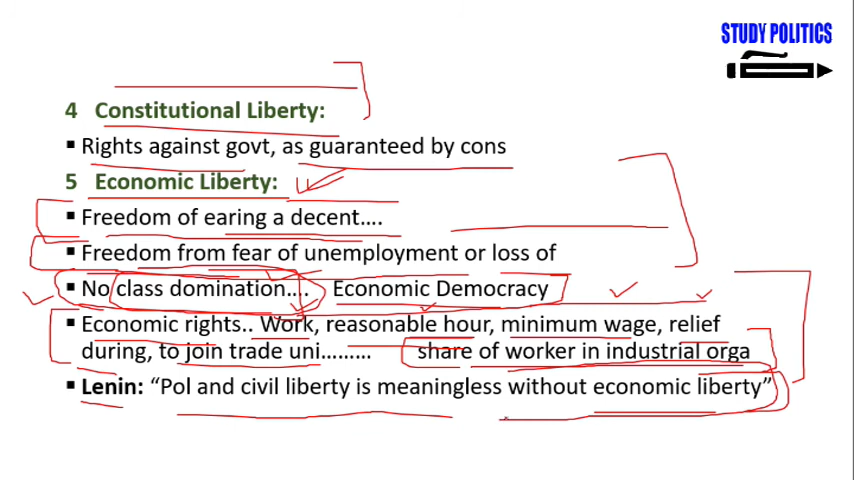 STUDY POLITICS
4 Constitutional Liberty:
▪ Rights against govt, as guaranteed by cons
5 Economic Liberty:
▪ Freedom of earing a decent....
▪ Freedom from fear of unemployment or loss of
▪ No class domination.... Economic Democracy
▪ Economic rights.. Work, reasonable hour, minimum wage, relief
during, to join trade uni......... share of worker in industrial orga
▪ Lenin: “Pol and civil liberty is meaningless without economic liberty”